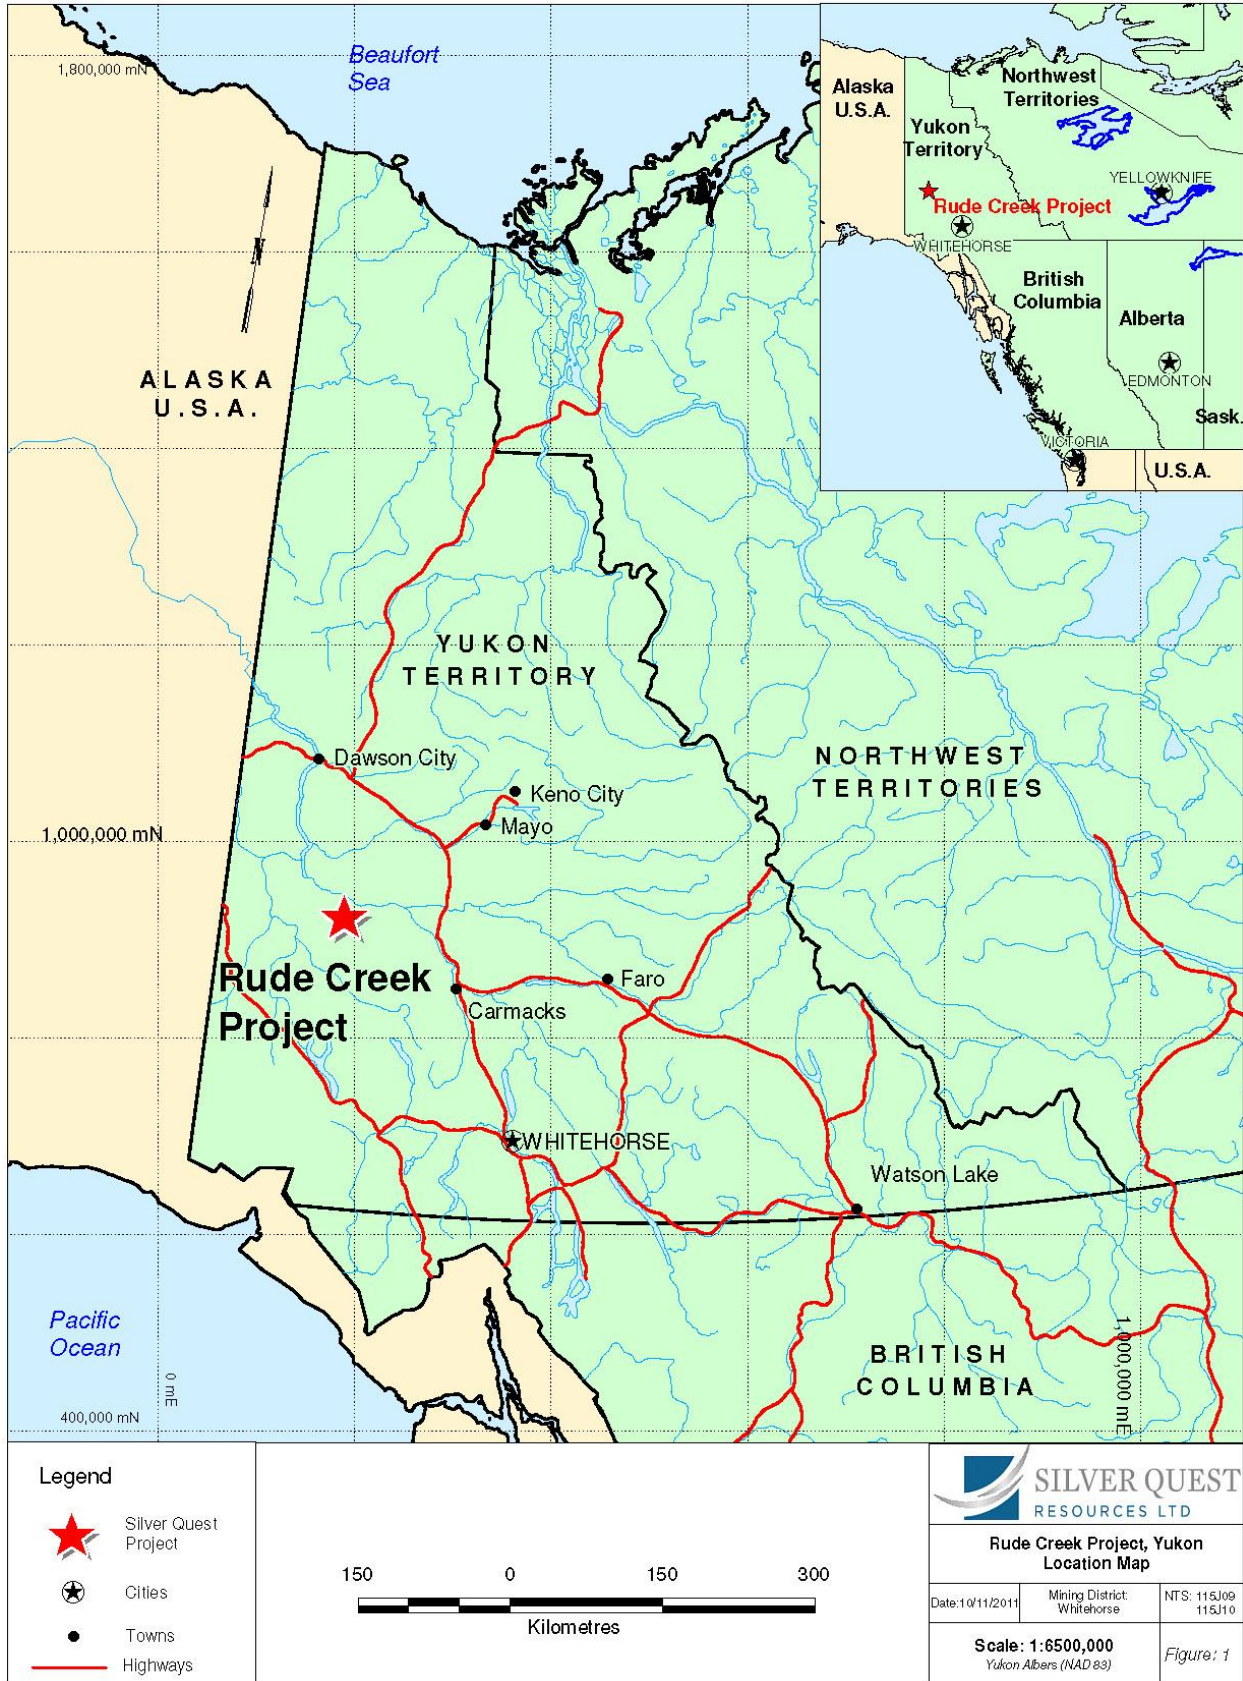 1,800,000 mN
Beaufort
Sea
N
ALASKA
U.S.A.
YUKON
TERRITORY
Dawson City
Keno City
Mayo
1,000,000 mN
NORTHWEST
TERRITORIES
Rude Creek
Project
Faro
Carmacks
WHITEHORSE
Watson Lake
Pacific
Ocean
0 mE
400,000 mN
BRITISH
COLUMBIA
1,000,000 mE
Alaska
U.S.A.
Northwest
Territories
Yukon
Territory
YELLOWKNIFE
Rude Creek Project
WHITEHORSE
British
Columbia
Alberta
EDMONTON
Sask.
VICTORIA
U.S.A.
Legend
Silver Quest
Project
Cities
Towns
Highways
150 0 150 300
Kilometres
SILVER QUEST
RESOURCES LTD
Rude Creek Project, Yukon
Location Map
Date:10/11/2011
Mining District:
Whitehorse
NTS: 115J09
115J10
Scale: 1:6500,000
Yukon Albers (NAD 83)
Figure: 1